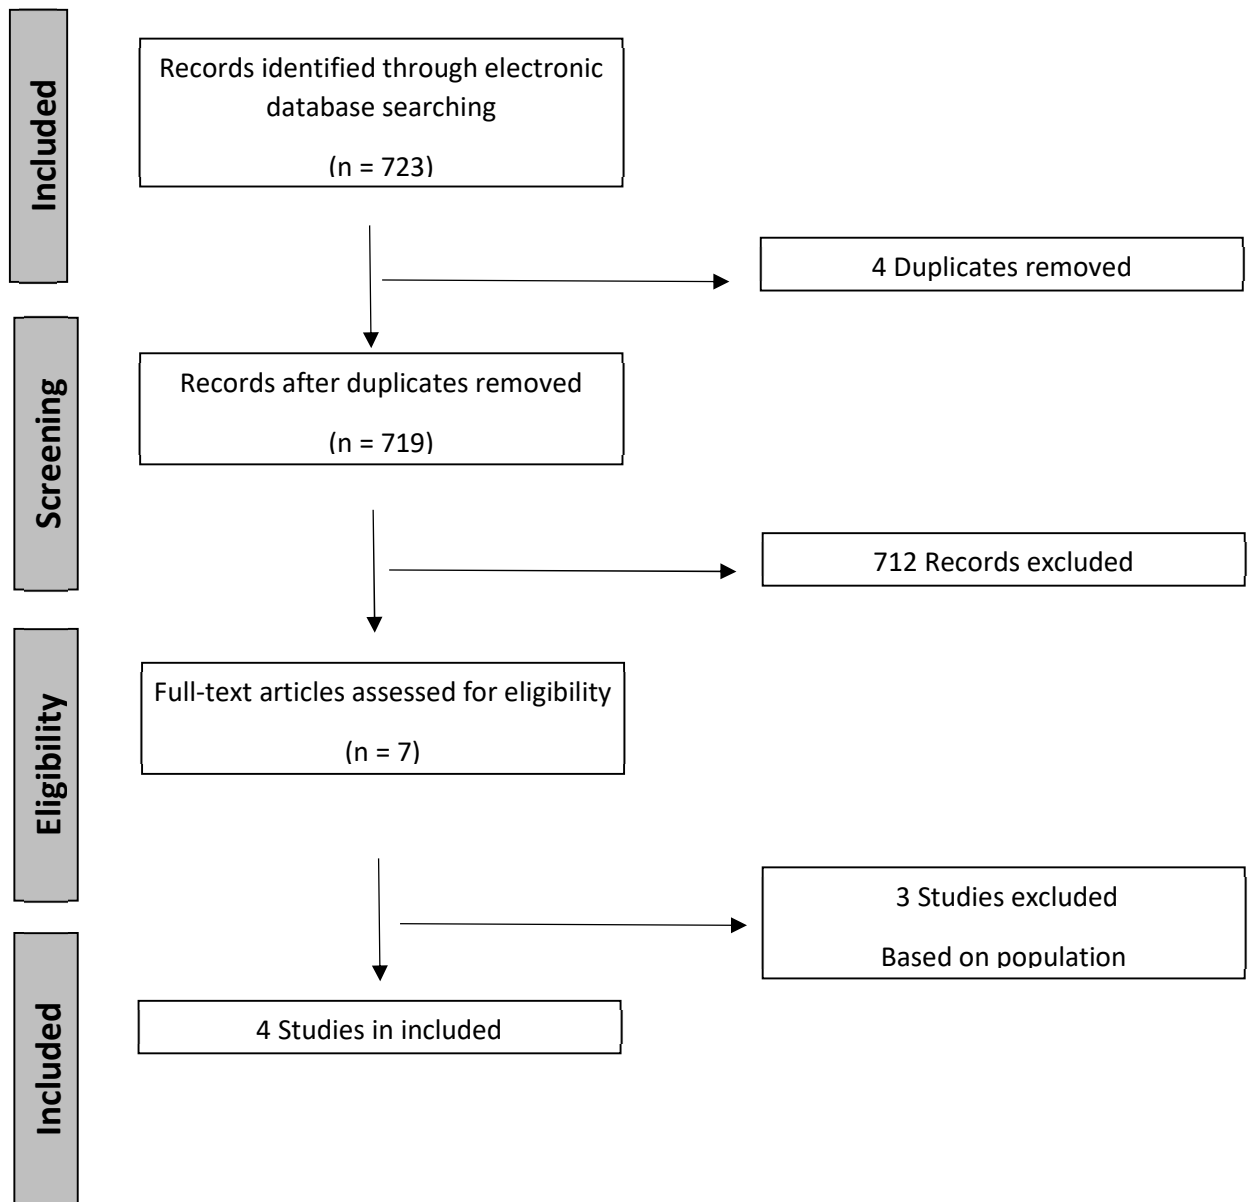 Included
Records identified through electronic
database searching
(n = 723)
4 Duplicates removed
Screening
Records after duplicates removed
(n = 719)
712 Records excluded
Eligibility
Full-text articles assessed for eligibility
(n = 7)
3 Studies excluded
Based on population
Included
4 Studies in included